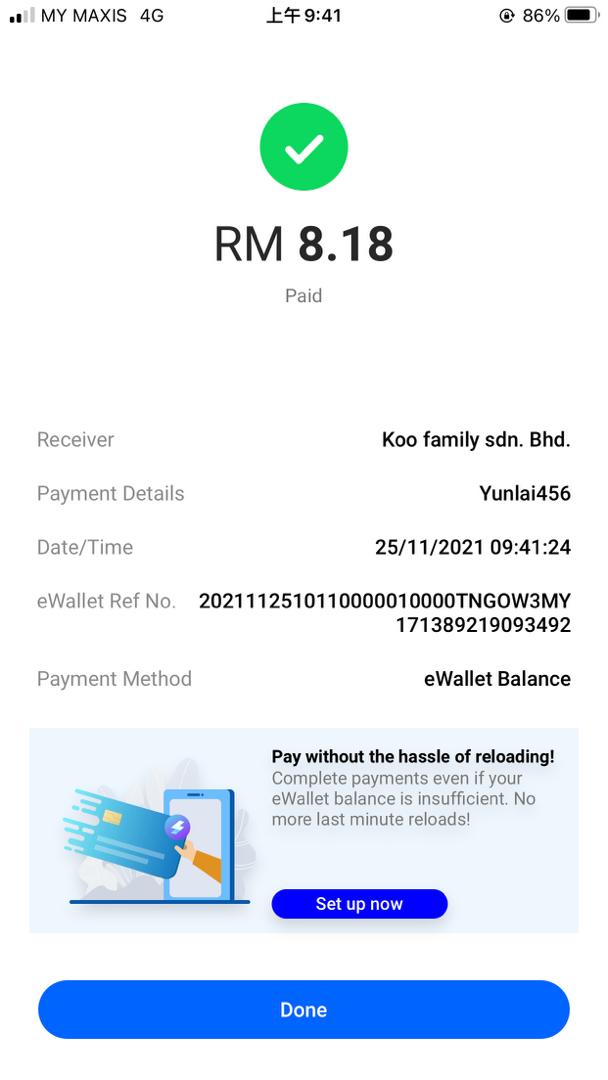 MY MAXIS 4G 上午9:41 86%
RM 8.18
Paid
Receiver Koo family sdn. Bhd.
Payment Details Yunlai456
Date/Time 25/11/2021 09:41:24
eWallet Ref No. 2021112510110000010000TNGOW3MY
171389219093492
Payment Method eWallet Balance
Pay without the hassle of reloading!
Complete payments even if your
eWallet balance is insufficient. No
more last minute reloads!
Set up now
Done